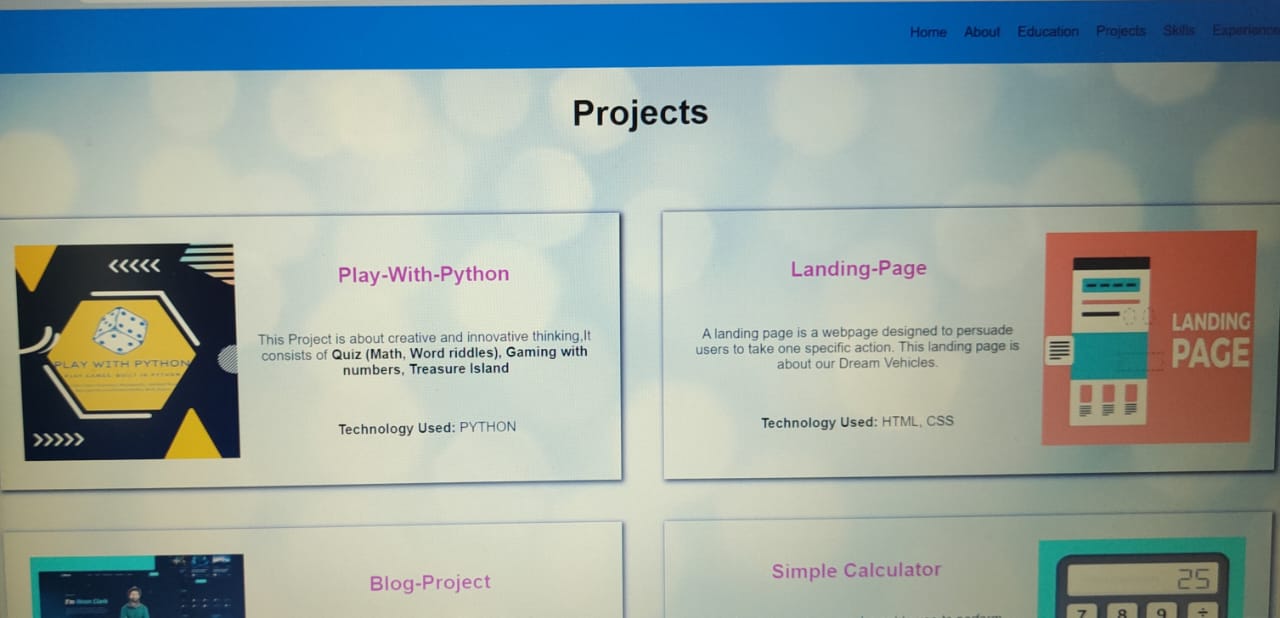 Home About Education Projects Skills Experience
Projects
Play-With-Python
This Project is about creative and innovative thinking,It
consists of Quiz (Math, Word riddles), Gaming with
numbers, Treasure Island
Technology Used: PYTHON
<<<<<
PLAY WITH PYTHON
>>>>>
Landing-Page
A landing page is a webpage designed to persuade
users to take one specific action. This landing page is
about our Dream Vehicles.
Technology Used: HTML, CSS
LANDING
PAGE
Blog-Project
I'm
Simple Calculator
25
7 8 9 ÷